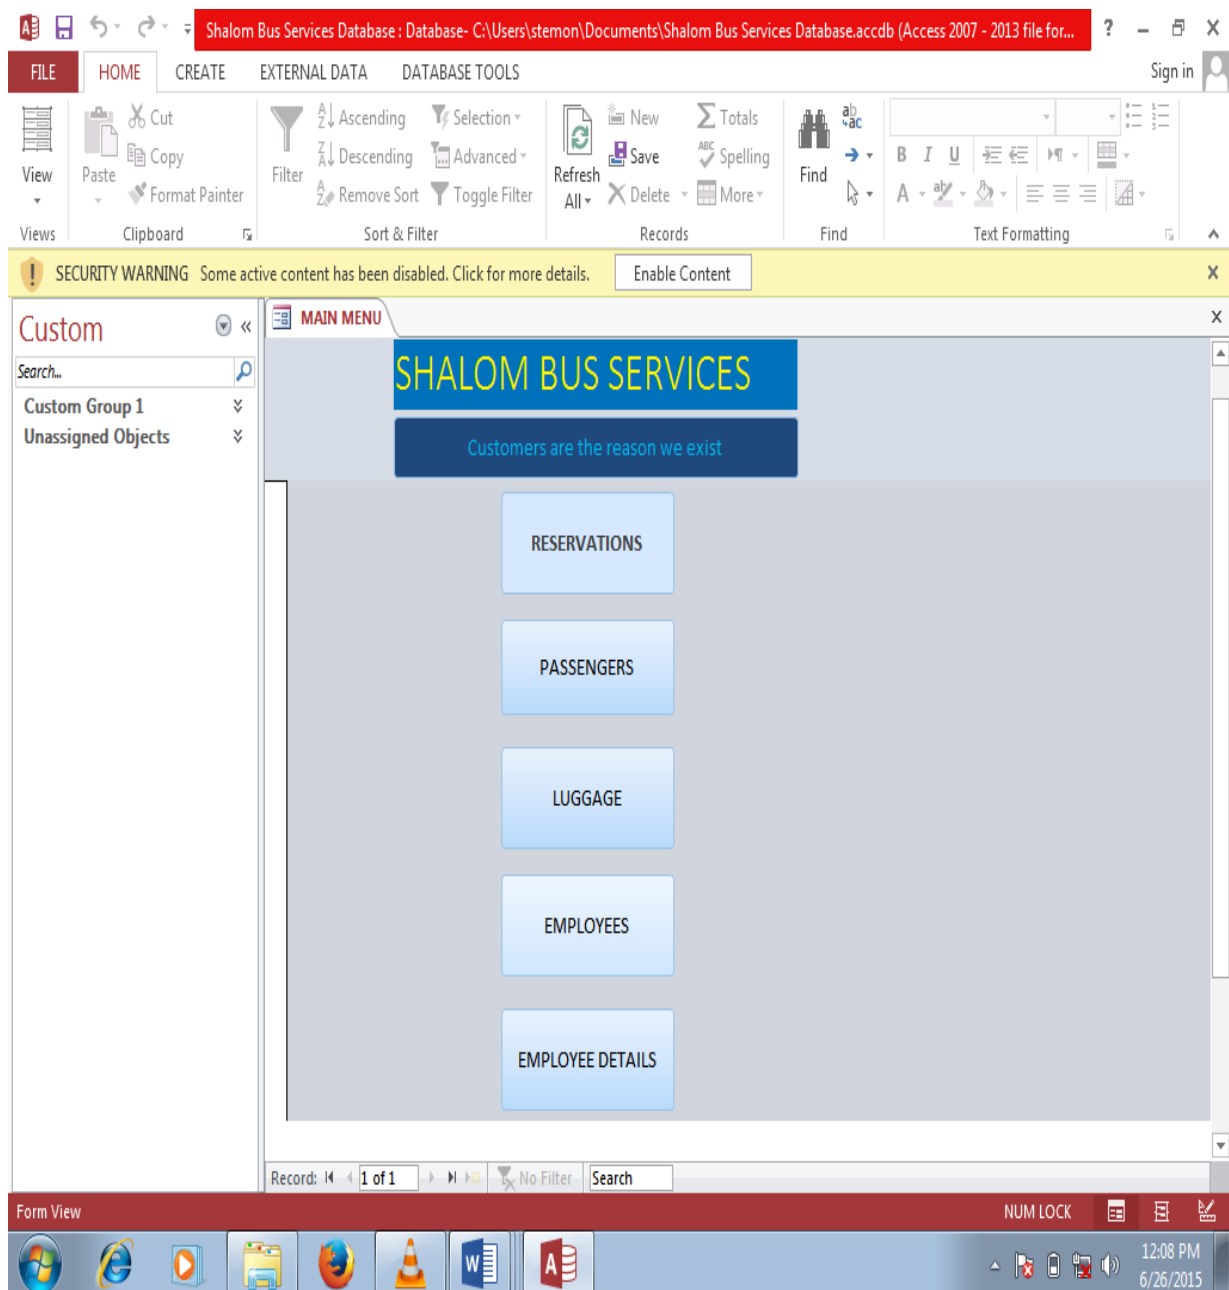 Shalom Bus Services Database : Database- C:\Users\stemon\Documents\Shalom Bus Services Database.accdb (Access 2007 - 2013 file for...
FILE HOME CREATE EXTERNAL DATA DATABASE TOOLS Sign in
View
Paste
Cut
Copy
Format Painter
Filter
Ascending
Descending
Remove Sort
Selection
Advanced
Toggle Filter
Refresh
All
New
Save
Delete
Totals
Spelling
More
Find
B I U
A
Views Clipboard Sort & Filter Records Find Text Formatting
SECURITY WARNING Some active content has been disabled. Click for more details. Enable Content
Custom
Search...
Custom Group 1
Unassigned Objects
MAIN MENU
SHALOM BUS SERVICES
Customers are the reason we exist
RESERVATIONS
PASSENGERS
LUGGAGE
EMPLOYEES
EMPLOYEE DETAILS
Record: 1 of 1 No Filter Search
Form View NUM LOCK
12:08 PM
6/26/2015